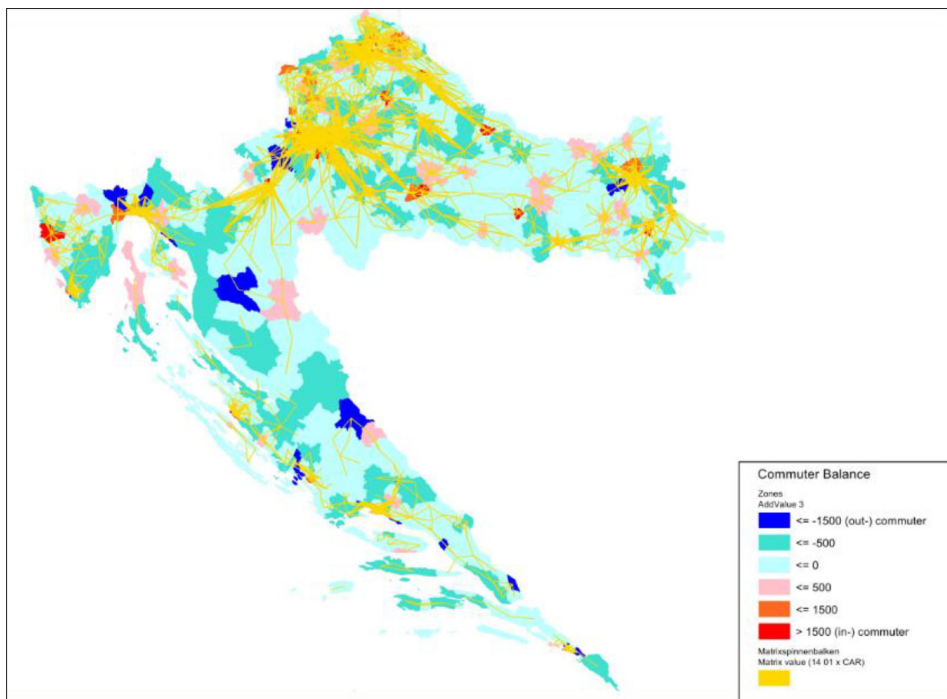 Commuter Balance
Zones
AddValue 3
<= -1500 (out-) commuter
<= -500
<= 0
<= 500
<= 1500
> 1500 (in-) commuter
Matrixspinnenbalken
Matrix value (14 01 x CAR)